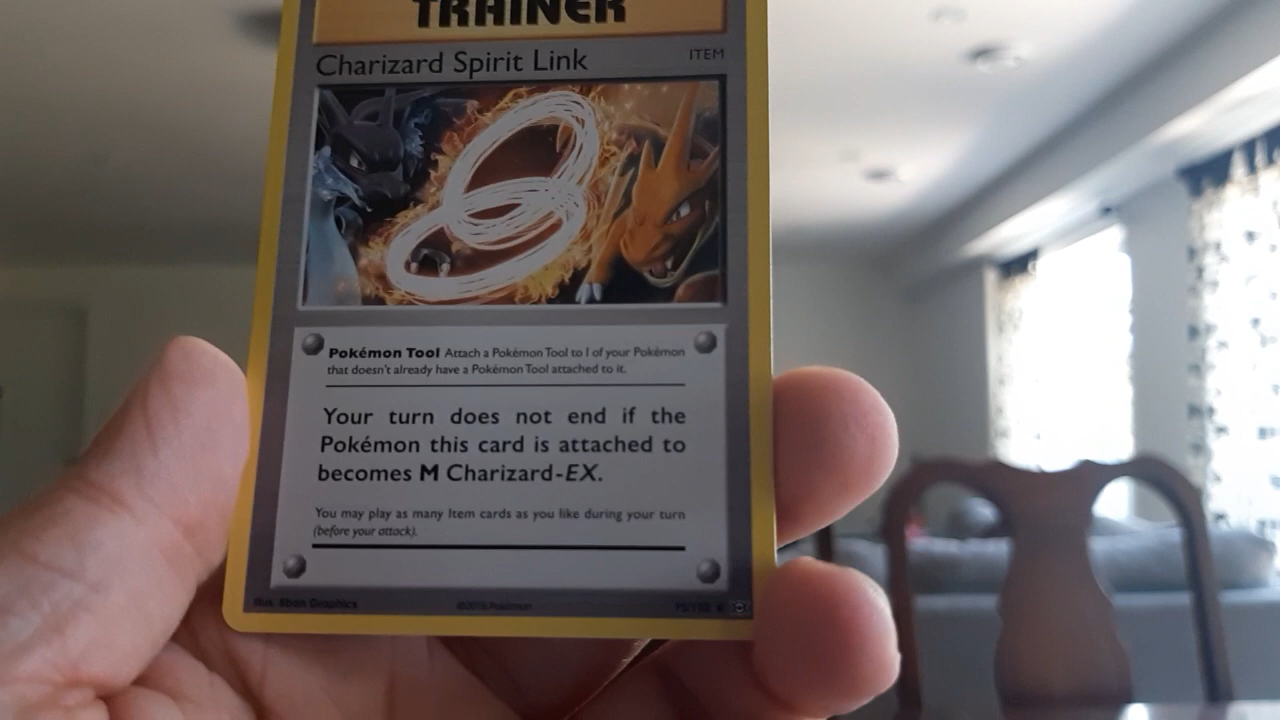 TRAINER
Charizard Spirit Link
ITEM
Pokémon Tool Attach a Pokémon Tool to 1 of your Pokémon
that doesn't already have a Pokémon Tool attached to it.
Your turn does not end if the
Pokémon this card is attached to
becomes M Charizard-EX.
You may play as many Item cards as you like during your turn
(before your attack).
Illus. 5ban Graphics
©2016 Pokémon
75/108